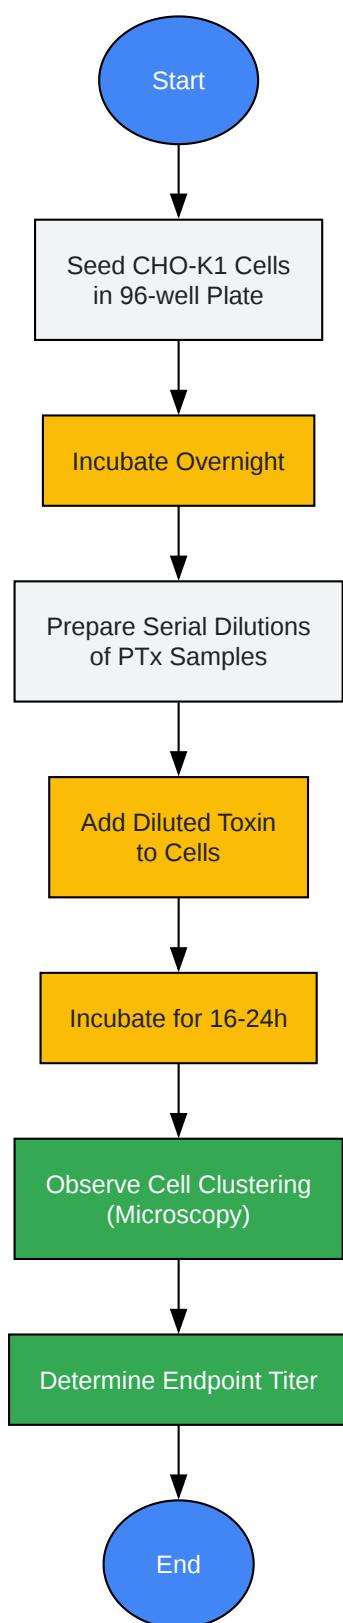 Start
Seed CHO-K1 Cells
in 96-well Plate
Incubate Overnight
Prepare Serial Dilutions
of PTx Samples
Add Diluted Toxin
to Cells
Incubate for 16-24h
Observe Cell Clustering
(Microscopy)
Determine Endpoint Titer
End